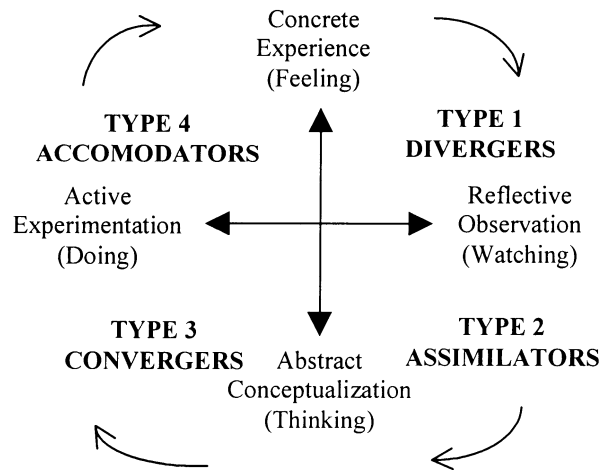 Concrete
Experience
(Feeling)
TYPE 4
ACCOMODATORS
TYPE 1
DIVERGERS
Active
Experimentation
(Doing)
Reflective
Observation
(Watching)
TYPE 3
CONVERGERS
Abstract
Conceptualization
(Thinking)
TYPE 2
ASSIMILATORS